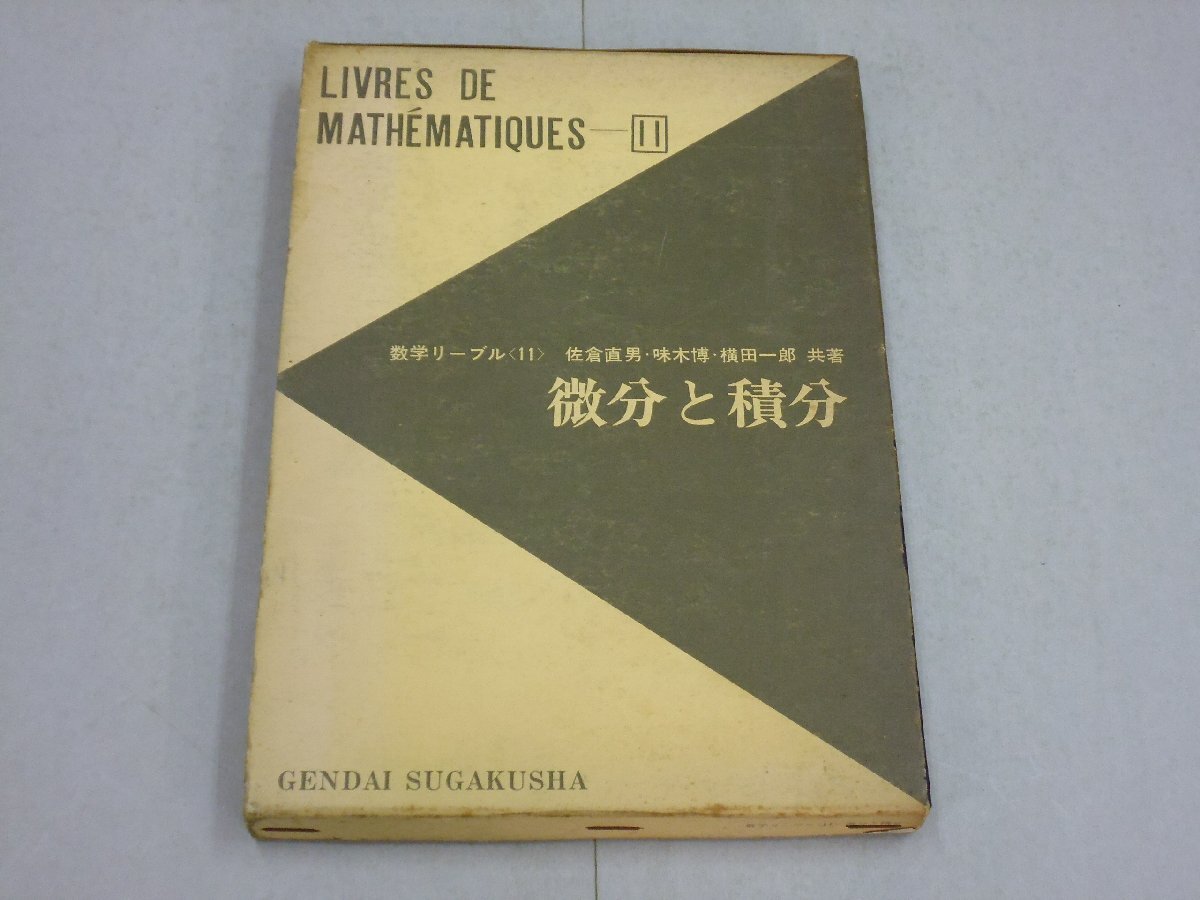 LIVRES DE
MATHÉMATIQUES—11
数学リーブル〈11〉 佐倉直男・味木博・横田一郎 共著
微分と積分
GENDAI SUGAKUSHA